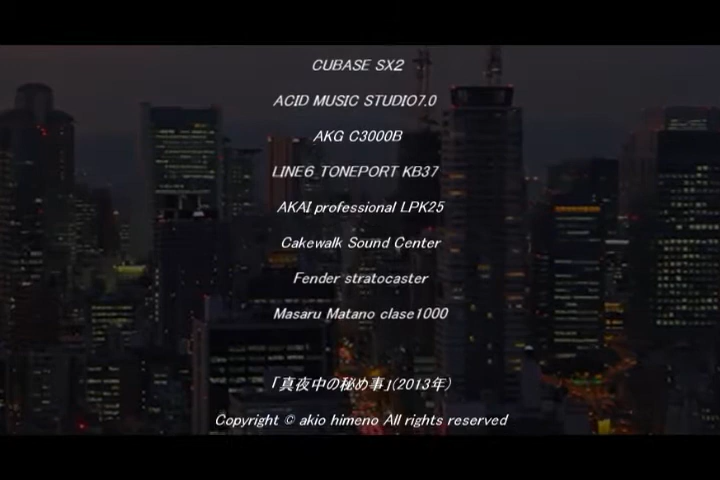 CUBASE SX2
ACID MUSIC STUDIO7.0
AKG C3000B
LINE6 TONEPORT KB37
AKAI professional LPK25
Cakewalk Sound Center
Fender stratocaster
Masaru Matano clase1000
「真夜中の秘め事」(2013年)
Copyright © akio himeno All rights reserved